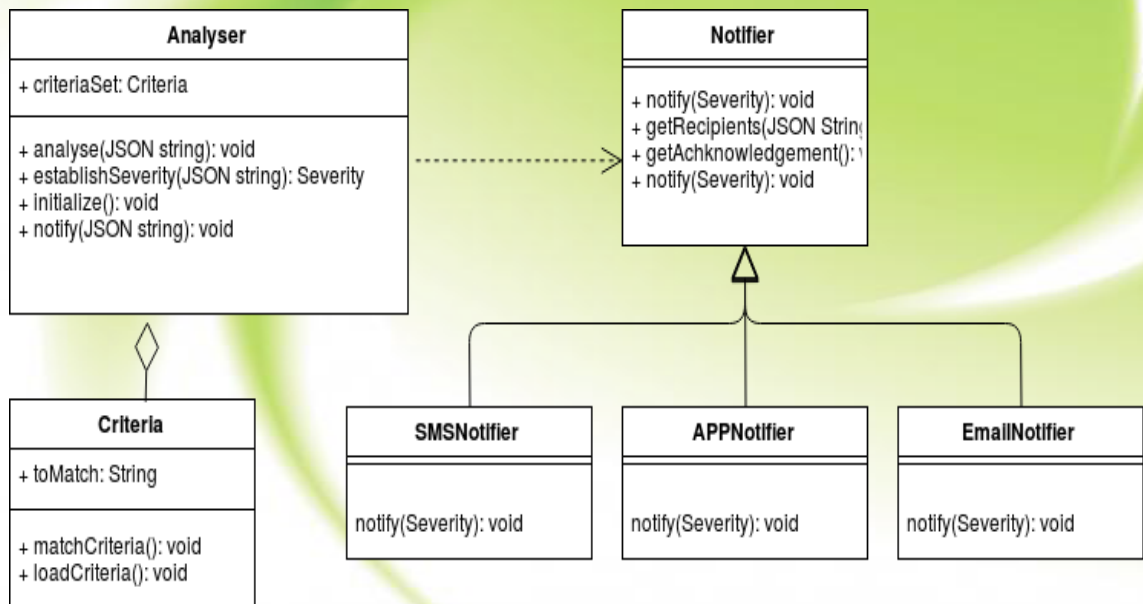 Analyser
+ criteriaSet: Criteria
+ analyse(JSON string): void
+ establishSeverity(JSON string): Severity
+ initialize(): void
+ notify(JSON string): void
Notifier
+ notify(Severity): void
+ getRecipients(JSON String
+ getAchknowledgement():
+ notify(Severity): void
Criteria
+ toMatch: String
+ matchCriteria(): void
+ loadCriteria(): void
SMSNotifier
notify(Severity): void
APPNotifier
notify(Severity): void
EmailNotifier
notify(Severity): void